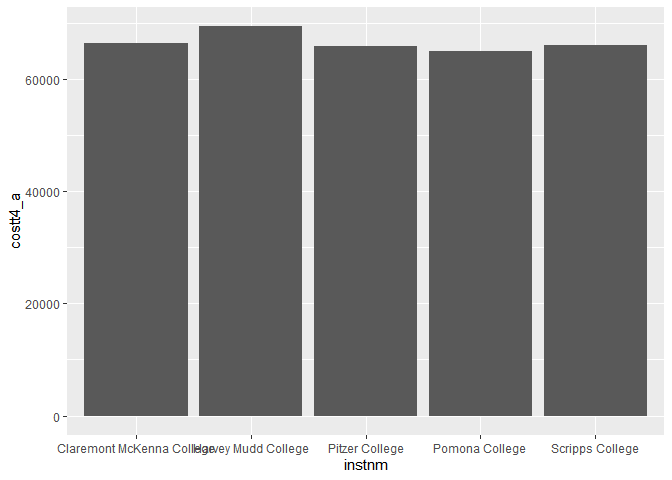 costt4_a
60000
40000
20000
0
Claremont McKenna College Harvey Mudd College Pitzer College Pomona College Scripps College
instnm